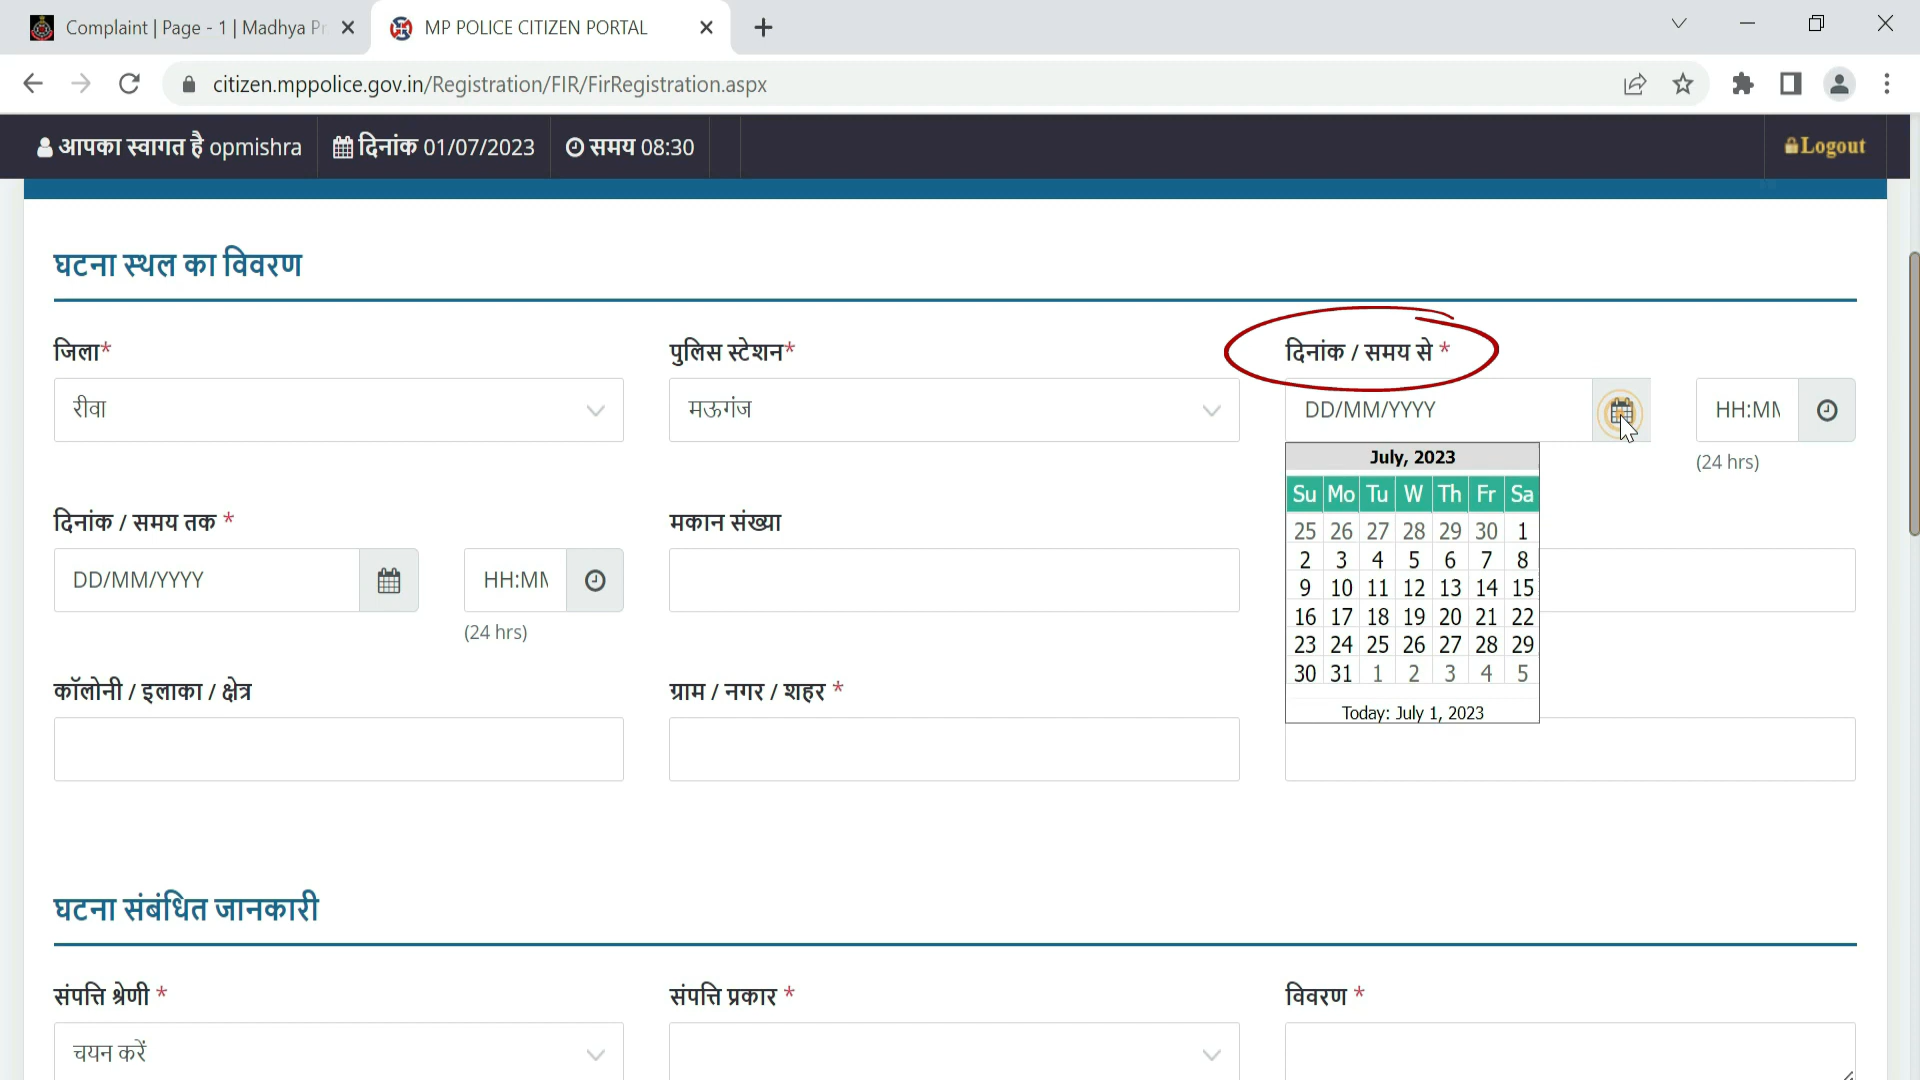 Complaint | Page - 1 | Madhya Pr
MP POLICE CITIZEN PORTAL
citizen.mppolice.gov.in/Registration/FIR/FirRegistration.aspx
आपका स्वागत है opmishra दिनांक 01/07/2023 समय 08:30 Logout
घटना स्थल का विवरण
जिला* पुलिस स्टेशन* दिनांक / समय से *
रीवा मऊगंज DD/MM/YYYY HH:MM
(24 hrs)
July, 2023
Su Mo Tu W Th Fr Sa
25 26 27 28 29 30 1
2 3 4 5 6 7 8
9 10 11 12 13 14 15
16 17 18 19 20 21 22
23 24 25 26 27 28 29
30 31 1 2 3 4 5
Today: July 1, 2023
दिनांक / समय तक * मकान संख्या
DD/MM/YYYY HH:MM
(24 hrs)
कॉलोनी / इलाका / क्षेत्र ग्राम / नगर / शहर *
घटना संबंधित जानकारी
संपत्ति श्रेणी * संपत्ति प्रकार * विवरण *
चयन करें